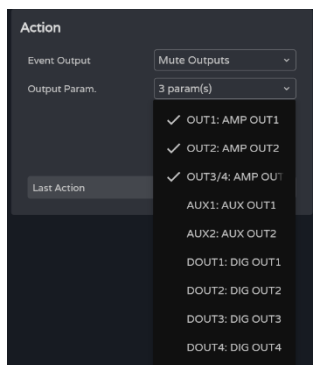 Action
Event Output Mute Outputs
Output Param. 3 param(s)
OUT1: AMP OUT1
OUT2: AMP OUT2
OUT3/4: AMP OUT
Last Action
AUX1: AUX OUT1
AUX2: AUX OUT2
DOUT1: DIG OUT1
DOUT2: DIG OUT2
DOUT3: DIG OUT3
DOUT4: DIG OUT4